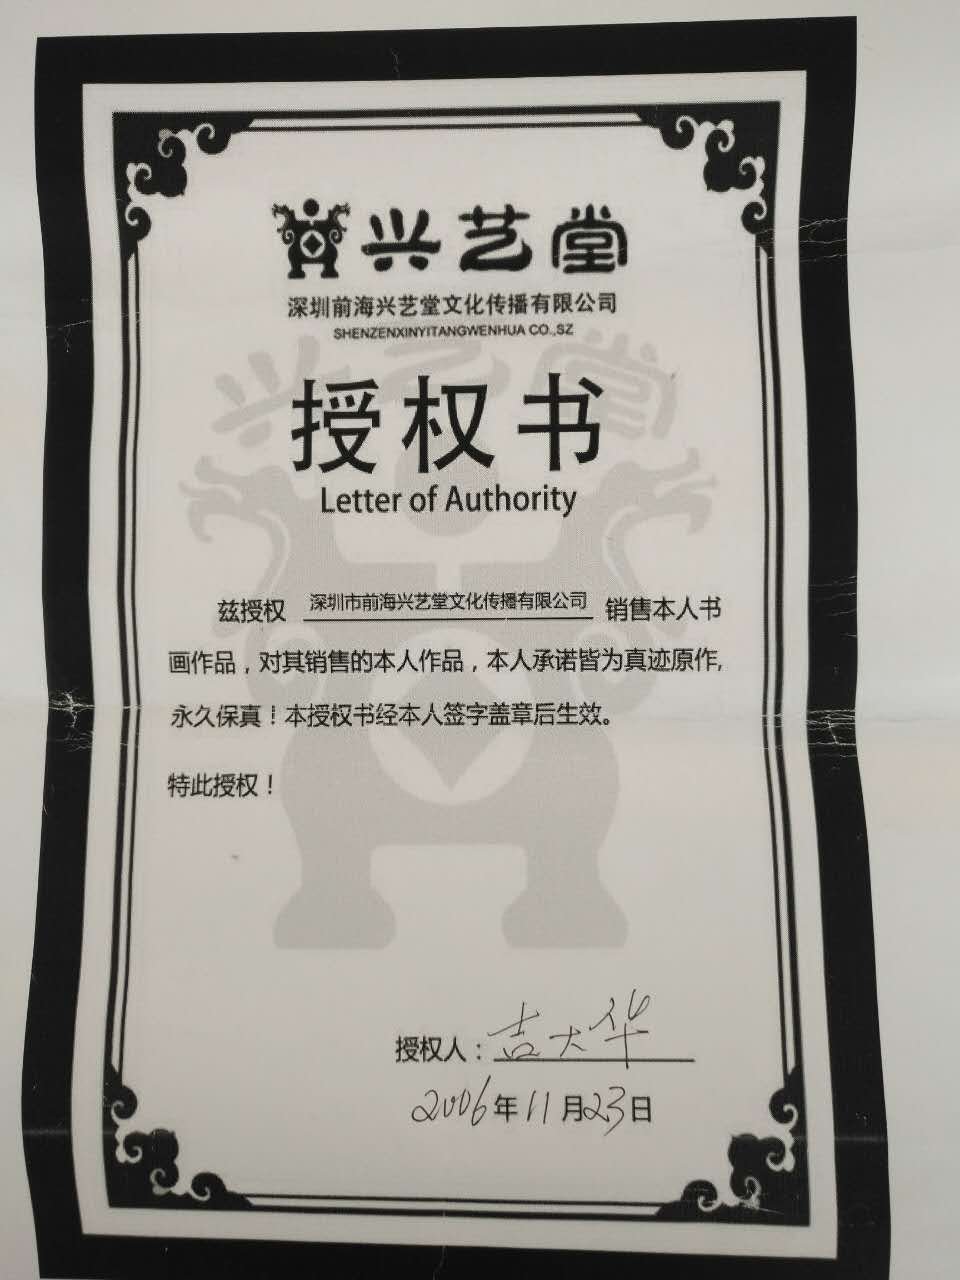 兴艺堂
深圳前海兴艺堂文化传播有限公司
SHENZENXINYITANGWENHUA CO.,SZ
兴艺堂
授权书
Letter of Authority
兹授权 深圳市前海兴艺堂文化传播有限公司 销售本人书
画作品，对其销售的本人作品，本人承诺皆为真迹原作,
永久保真！本授权书经本人签字盖章后生效。
特此授权！
授权人：吉大华
2006年11月23日